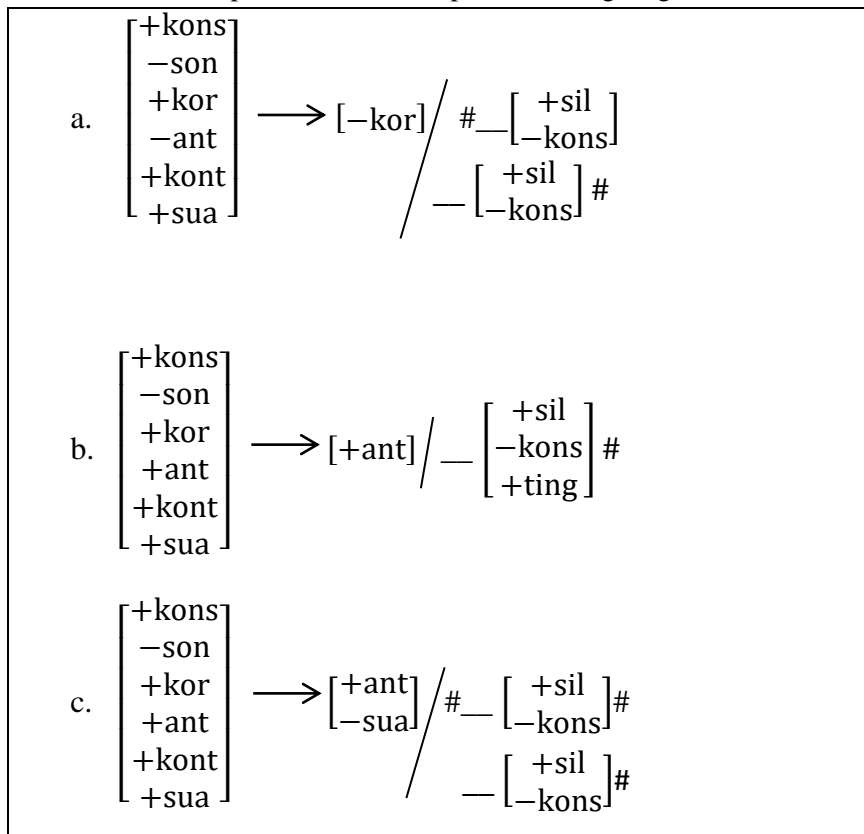 a.
[+kons
−son
+kor
−ant
+kont
+sua]
⟶ [−kor] /
#__[+sil
−kons]
__ [+sil
−kons] #
b.
[+kons
−son
+kor
+ant
+kont
+sua]
⟶ [+ant] / __
[+sil
−kons
+ting] #
c.
[+kons
−son
+kor
+ant
+kont
+sua]
⟶ [+ant
−sua] /
#__ [+sil
−kons]#
__ [+sil
−kons]#